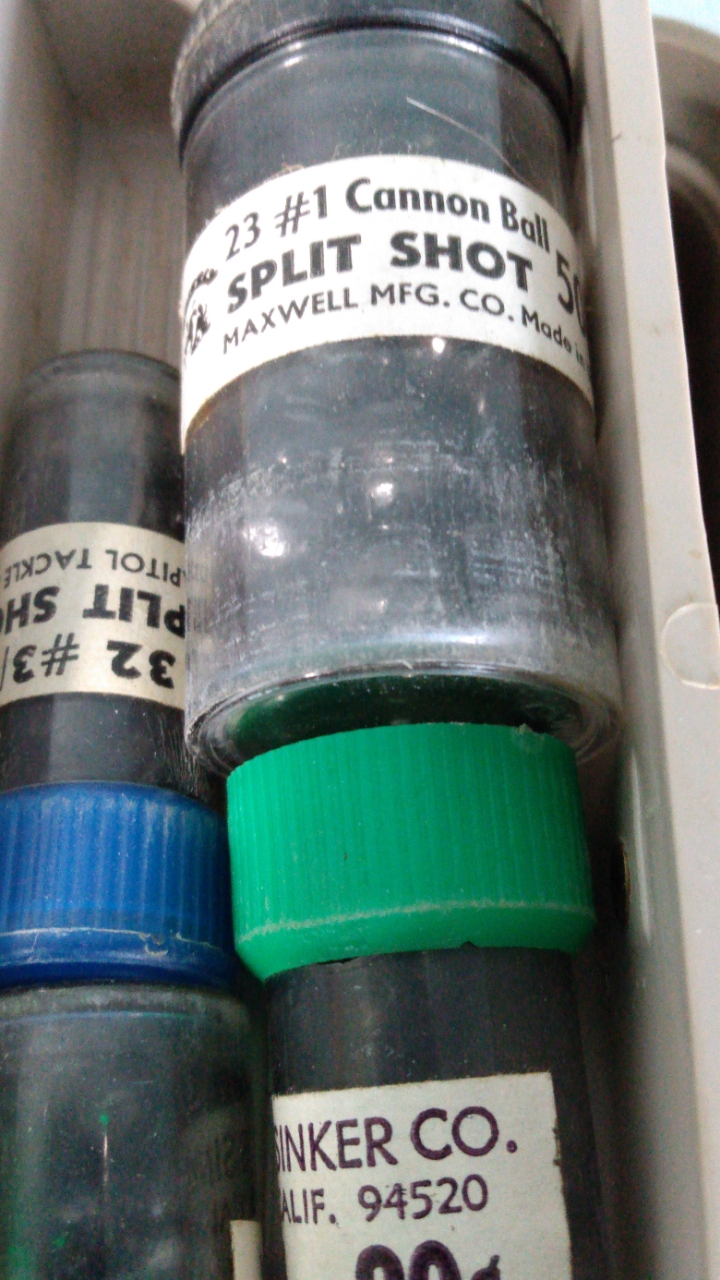 23 #1 Cannon Ball
SPLIT SHOT
MAXWELL MFG. CO. Made in
32 #3/
PLIT SHO
PITOL TACKLE
SINKER CO.
ALIF. 94520